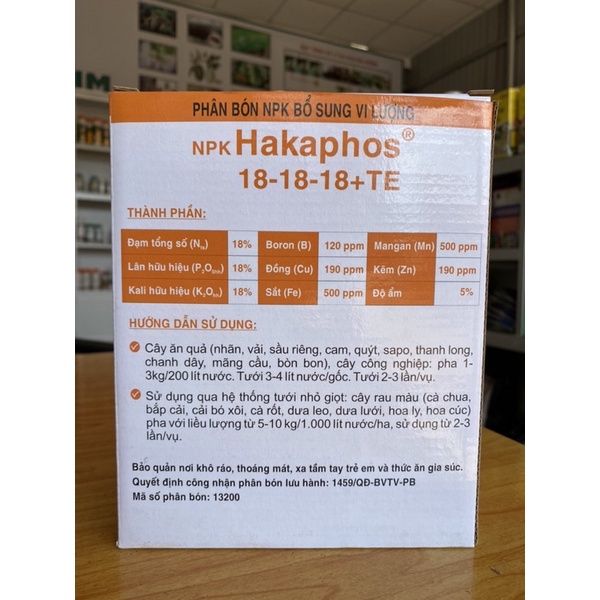 PHÂN BÓN NPK BỔ SUNG VI LƯỢNG
NPK Hakaphos®
18-18-18+TE
THÀNH PHẦN:
Đạm tổng số (Nts) 18% Boron (B) 120 ppm Mangan (Mn) 500 ppm
Lân hữu hiệu (P2O5hh) 18% Đồng (Cu) 190 ppm Kẽm (Zn) 190 ppm
Kali hữu hiệu (K2Ohh) 18% Sắt (Fe) 500 ppm Độ ẩm 5%
HƯỚNG DẪN SỬ DỤNG:
Cây ăn quả (nhãn, vải, sầu riêng, cam, quýt, sapo, thanh long,
chanh dây, mãng cầu, bòn bon), cây công nghiệp: pha 1-
3kg/200 lít nước. Tưới 3-4 lít nước/gốc. Tưới 2-3 lần/vụ.
Sử dụng qua hệ thống tưới nhỏ giọt: cây rau màu (cà chua,
bắp cải, cải bó xôi, cà rốt, dưa leo, dưa lưới, hoa ly, hoa cúc)
pha với liều lượng từ 5-10 kg/1.000 lít nước/ha, sử dụng từ 2-3
lần/vụ.
Bảo quản nơi khô ráo, thoáng mát, xa tầm tay trẻ em và thức ăn gia súc.
Quyết định công nhận phân bón lưu hành: 1459/QĐ-BVTV-PB
Mã số phân bón: 13200